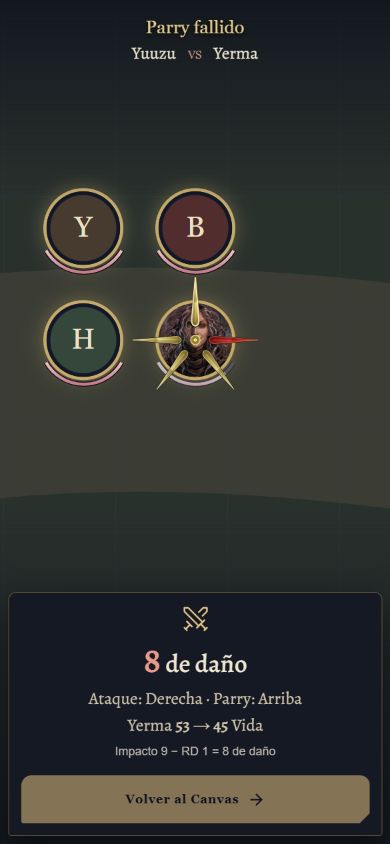 Parry fallido
Yuuzu vs Yerma
Y
B
H
8 de daño
Ataque: Derecha · Parry: Arriba
Yerma 53 → 45 Vida
Impacto 9 − RD 1 = 8 de daño
Volver al Canvas →